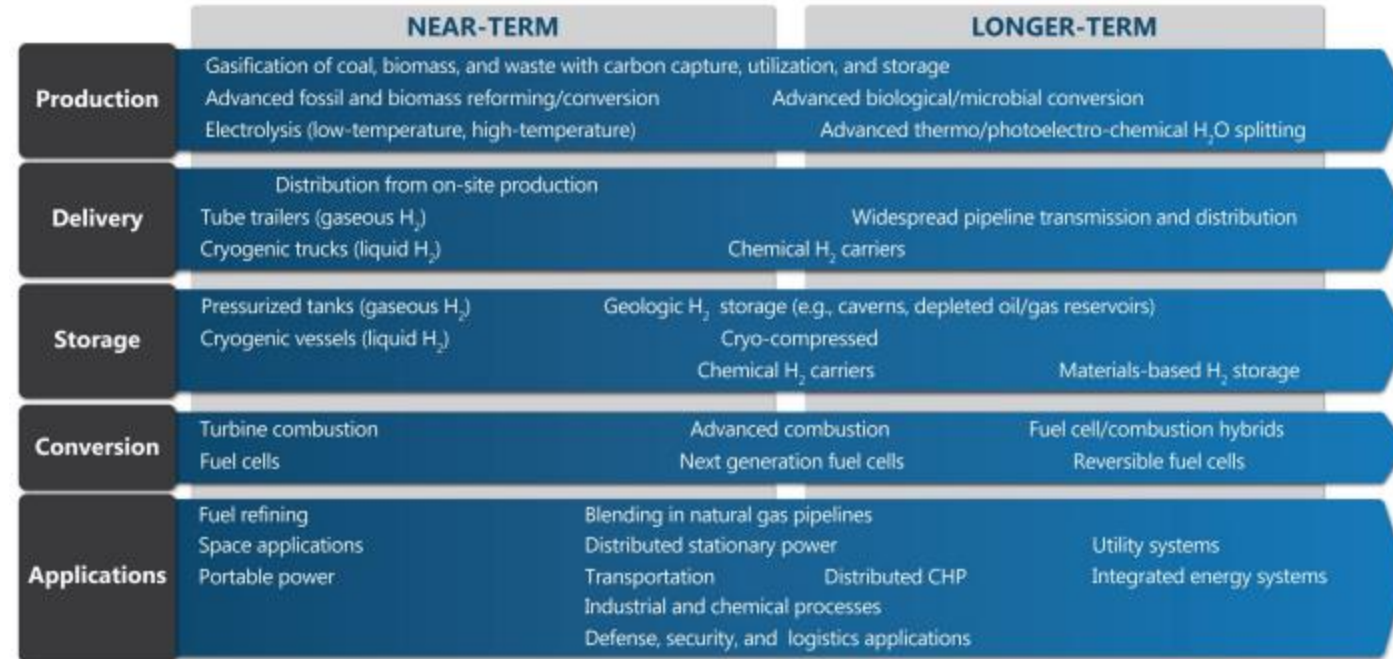 NEAR-TERM LONGER-TERM
Production
Gasification of coal, biomass, and waste with carbon capture, utilization, and storage
Advanced fossil and biomass reforming/conversion Advanced biological/microbial conversion
Electrolysis (low-temperature, high-temperature) Advanced thermo/photoelectro-chemical H₂O splitting
Delivery
Distribution from on-site production
Tube trailers (gaseous H₂) Widespread pipeline transmission and distribution
Cryogenic trucks (liquid H₂) Chemical H₂ carriers
Storage
Pressurized tanks (gaseous H₂) Geologic H₂ storage (e.g., caverns, depleted oil/gas reservoirs)
Cryogenic vessels (liquid H₂) Cryo-compressed
Chemical H₂ carriers Materials-based H₂ storage
Conversion
Turbine combustion Advanced combustion Fuel cell/combustion hybrids
Fuel cells Next generation fuel cells Reversible fuel cells
Applications
Fuel refining Blending in natural gas pipelines
Space applications Distributed stationary power Utility systems
Portable power Transportation Distributed CHP Integrated energy systems
Industrial and chemical processes
Defense, security, and logistics applications